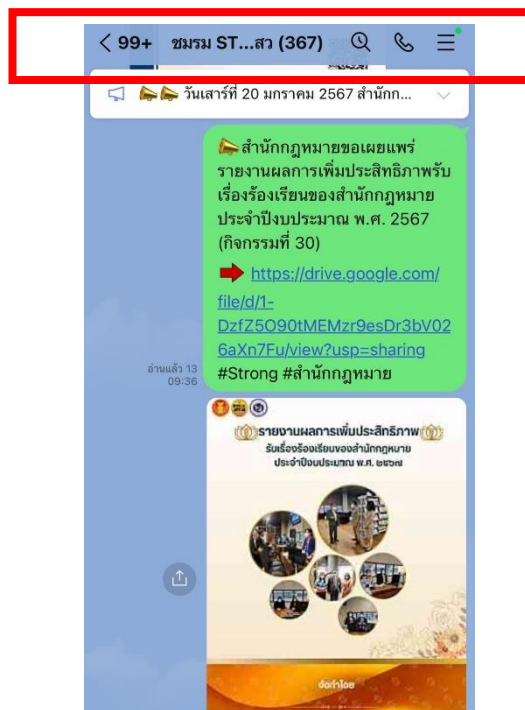 99+ ชมรม ST...สว (367)
วันเสาร์ที่ 20 มกราคม 2567 สำนักก...
สำนักกฎหมายขอเผยแพร่
รายงานผลการเพิ่มประสิทธิภาพรับ
เรื่องร้องเรียนของสำนักกฎหมาย
ประจำปีงบประมาณ พ.ศ. 2567
(กิจกรรมที่ 30)
https://drive.google.com/
file/d/1-
DzfZ5O90tMEMzr9esDr3bV02
6aXn7Fu/view?usp=sharing
#Strong #สำนักกฎหมาย
อ่านแล้ว 13
09:36
รายงานผลการเพิ่มประสิทธิภาพ
รับเรื่องร้องเรียนของสำนักกฎหมาย
ประจำปีงบประมาณ พ.ศ. ๒๕๖๗
จัดทำโดย